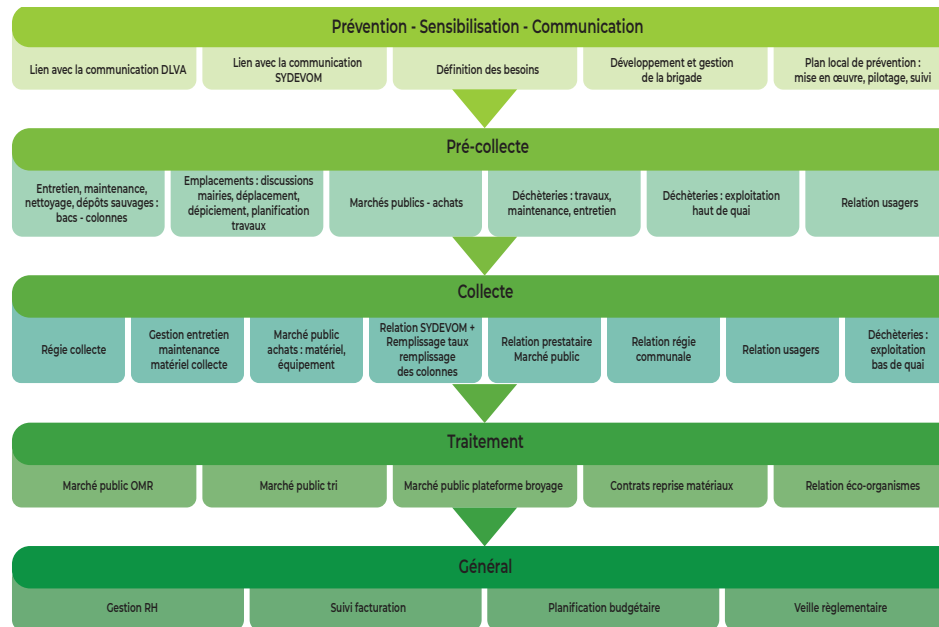 Prévention - Sensibilisation - Communication
Lien avec la communication DLVA
Lien avec la communication
SYDEVOM
Définition des besoins
Développement et gestion
de la brigade
Plan local de prévention :
mise en œuvre, pilotage, suivi
Pré-collecte
Entretien, maintenance,
nettoyage, dépôts sauvages :
bacs - colonnes
Emplacements : discussions
mairies, déplacement,
dépiciement, planification
travaux
Marchés publics - achats
Déchèteries : travaux,
maintenance, entretien
Déchèteries : exploitation
haut de quai
Relation usagers
Collecte
Régie collecte
Gestion entretien
maintenance
matériel collecte
Marché public
achats : matériel,
équipement
Relation SYDEVOM +
Remplissage taux
remplissage
des colonnes
Relation prestataire
Marché public
Relation régie
communale
Relation usagers
Déchèteries :
exploitation
bas de quai
Traitement
Marché public OMR
Marché public tri
Marché public plateforme broyage
Contrats reprise matériaux
Relation éco-organismes
Général
Gestion RH
Suivi facturation
Planification budgétaire
Veille règlementaire